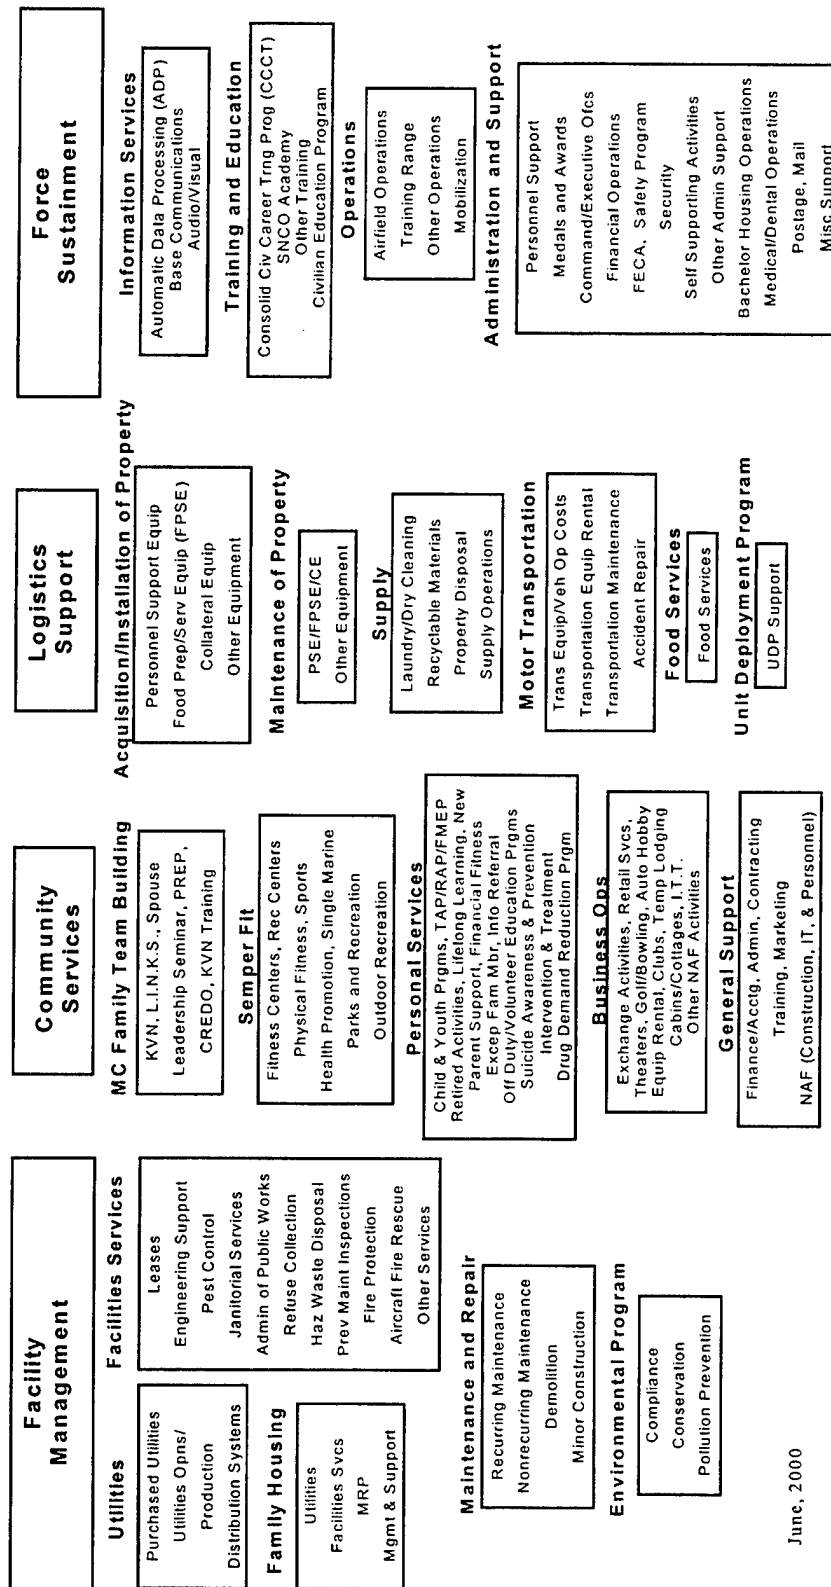 Facility
Management
Utilities
Purchased Utilities
Utilities Opns/
Production
Distribution Systems
Family Housing
Utilities
Facilities Svcs
MRP
Mgmt & Support
Facilities Services
Leases
Engineering Support
Pest Control
Janitorial Services
Admin of Public Works
Refuse Collection
Haz Waste Disposal
Prev Maint Inspections
Fire Protection
Aircraft Fire Rescue
Other Services
Maintenance and Repair
Recurring Maintenance
Nonrecurring Maintenance
Demolition
Minor Construction
Environmental Program
Compliance
Conservation
Pollution Prevention
Community
Services
MC Family Team Building
KVN, L.I.N.K.S., Spouse
Leadership Seminar, PREP,
CREDO, KVN Training
Semper Fit
Fitness Centers, Rec Centers
Physical Fitness, Sports
Health Promotion, Single Marine
Parks and Recreation
Outdoor Recreation
Personal Services
Child & Youth Prgms, TAP/RAP/FMEP
Retired Activities, Lifelong Learning, New
Parent Support, Financial Fitness
Excep Fam Mbr, Into Referral
Off Duty/Volunteer Education Prgms
Suicide Awareness & Prevention
Intervention & Treatment
Drug Demand Reduction Prgm
Business Ops
Exchange Activities, Retail Svcs,
Theaters, Golf/Bowling, Auto Hobby
Equip Rental, Clubs, Temp Lodging
Cabins/Cottages, I.T.T.
Other NAF Activities
General Support
Finance/Acctg, Admin, Contracting
Training, Marketing
NAF (Construction, IT, & Personnel)
Logistics
Support
Acquisition/Installation of Property
Personnel Support Equip
Food Prep/Serv Equip (FPSE)
Collateral Equip
Other Equipment
Maintenance of Property
PSE/FPSE/CE
Other Equipment
Supply
Laundry/Dry Cleaning
Recyclable Materials
Property Disposal
Supply Operations
Motor Transportation
Trans Equip/Veh Op Costs
Transportation Equip Rental
Transportation Maintenance
Accident Repair
Food Services
Food Services
Unit Deployment Program
UDP Support
Force
Sustainment
Information Services
Automatic Data Processing (ADP)
Base Communications
Audio/Visual
Training and Education
Consolid Civ Career Trng Prog (CCCT)
SNCO Academy
Other Training
Civilian Education Program
Operations
Airfield Operations
Training Range
Other Operations
Mobilization
Administration and Support
Personnel Support
Medals and Awards
Command/Executive Ofcs
Financial Operations
FECA, Safety Program
Security
Self Supporting Activities
Other Admin Support
Bachelor Housing Operations
Medical/Dental Operations
Postage, Mail
Misc Support
June, 2000